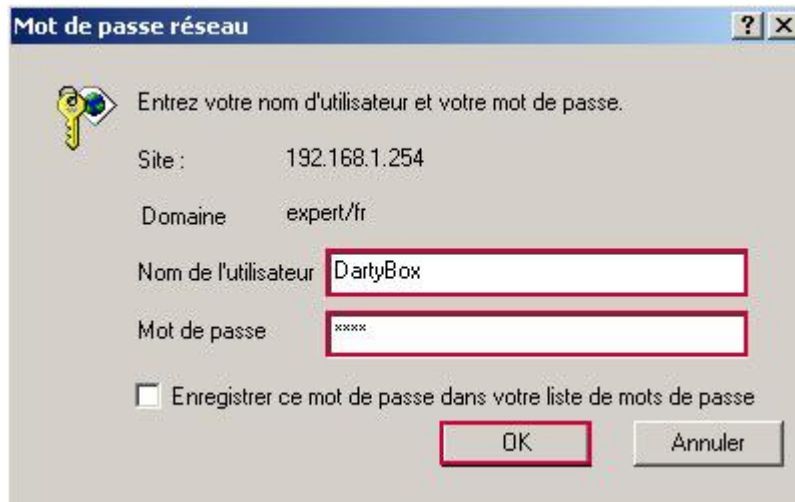 Mot de passe réseau
Entrez votre nom d'utilisateur et votre mot de passe.
Site : 192.168.1.254
Domaine expert/fr
Nom de l'utilisateur DartyBox
Mot de passe ****
Enregistrer ce mot de passe dans votre liste de mots de passe
OK Annuler